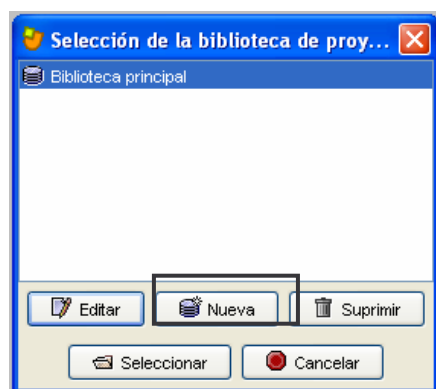 Selección de la biblioteca de proy...
Biblioteca principal
Editar Nueva Suprimir
Seleccionar Cancelar